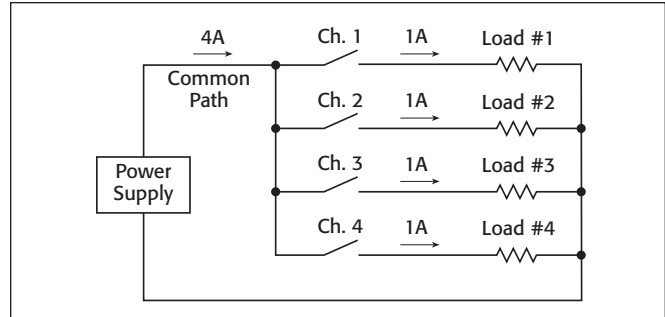 4A
Common
Path
Ch. 1
1A
Load #1
Ch. 2
1A
Load #2
Power
Supply
Ch. 3
1A
Load #3
Ch. 4
1A
Load #4